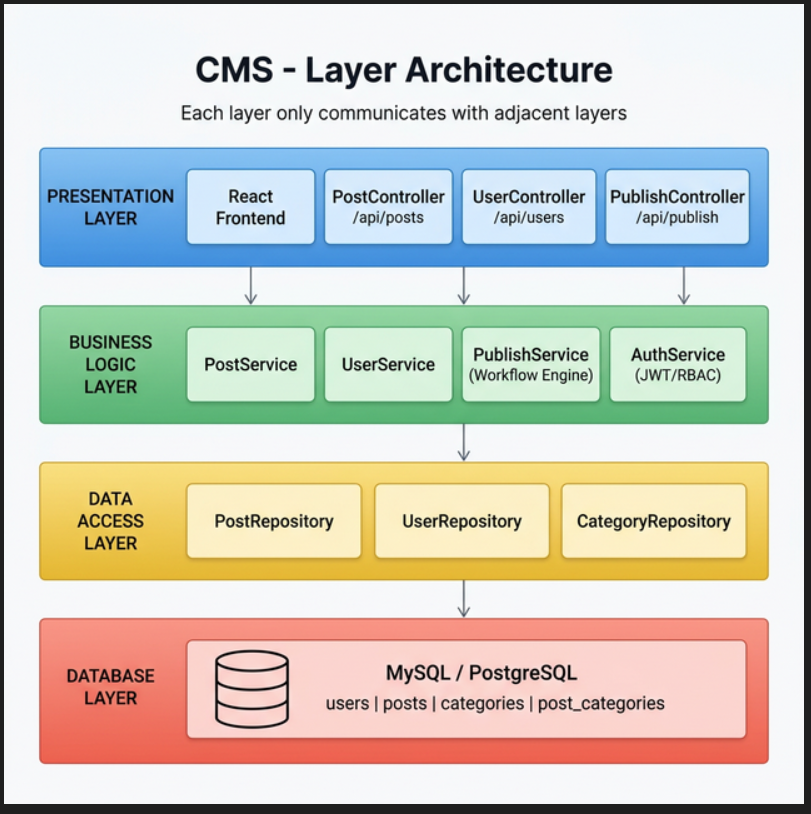 CMS - Layer Architecture
Each layer only communicates with adjacent layers
PRESENTATION
LAYER
React
Frontend
PostController
/api/posts
UserController
/api/users
PublishController
/api/publish
BUSINESS
LOGIC
LAYER
PostService
UserService
PublishService
(Workflow Engine)
AuthService
(JWT/RBAC)
DATA
ACCESS
LAYER
PostRepository
UserRepository
CategoryRepository
DATABASE
LAYER
MySQL / PostgreSQL
users | posts | categories | post_categories